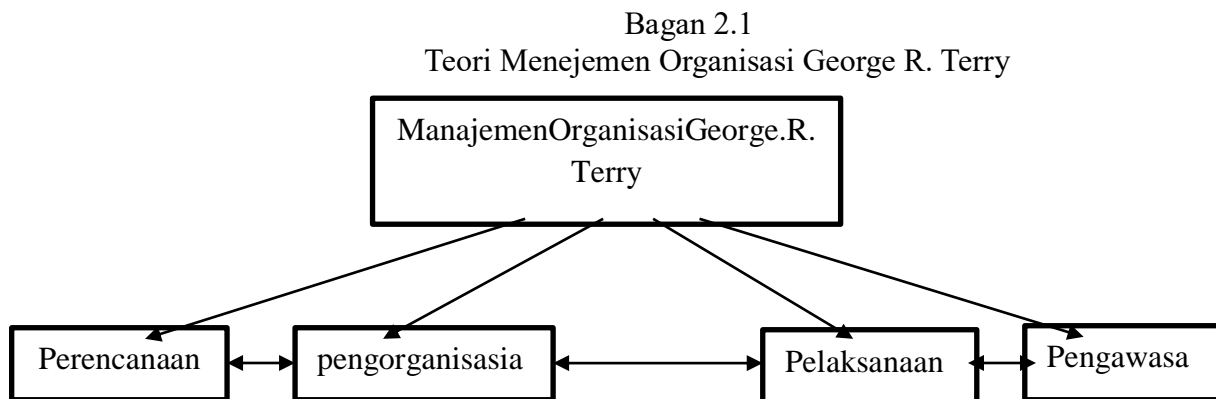 Bagan 2.1
Teori Menejemen Organisasi George R. Terry
ManajemenOrganisasiGeorge.R.
Terry
Perencanaan
pengorganisasia
Pelaksanaan
Pengawasa